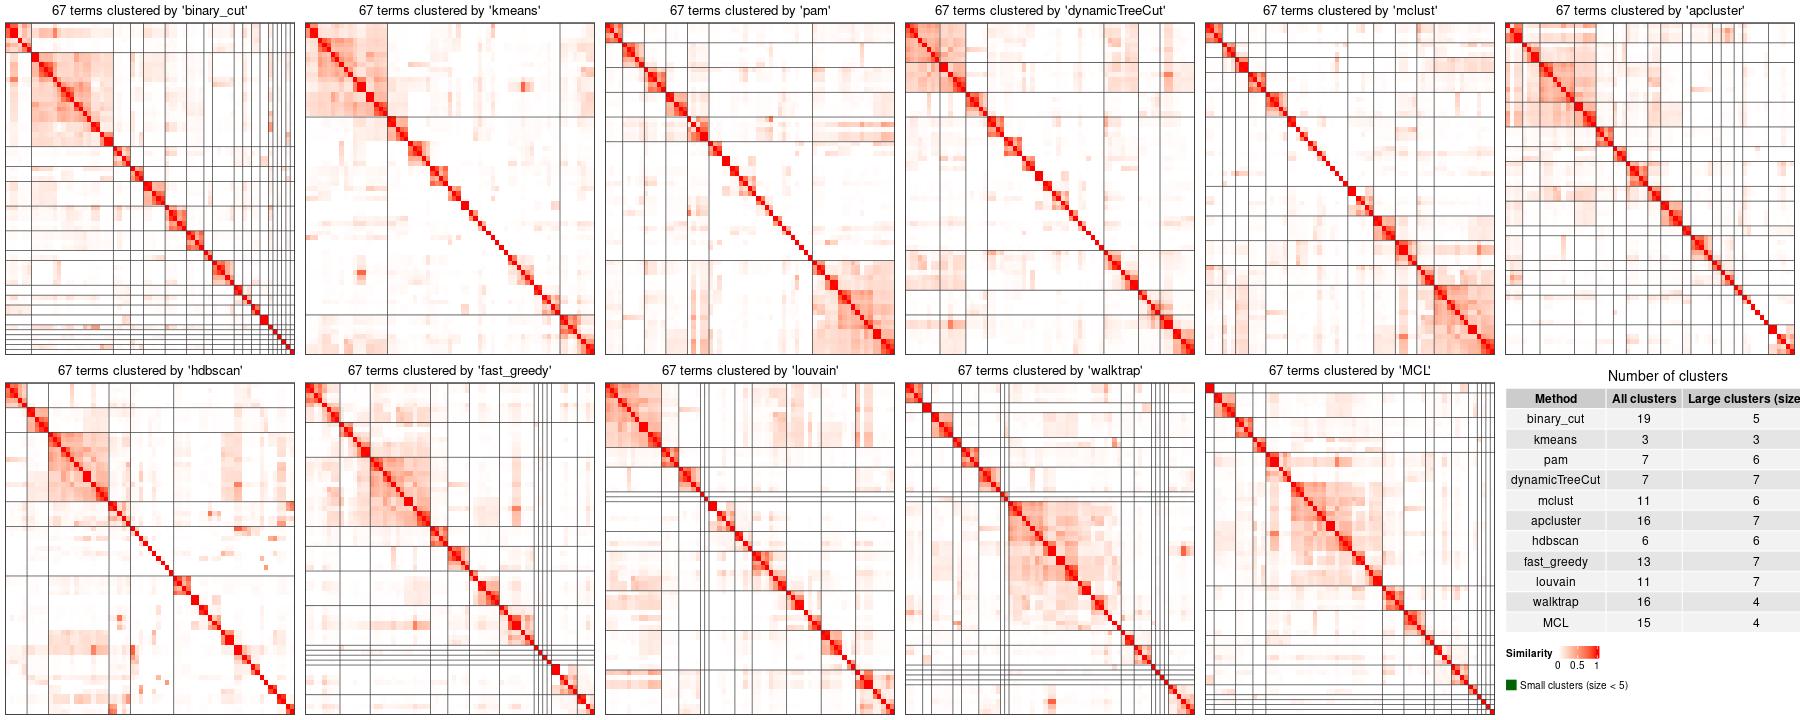 67 terms clustered by 'binary_cut'
67 terms clustered by 'kmeans'
67 terms clustered by 'pam'
67 terms clustered by 'dynamicTreeCut'
67 terms clustered by 'mclust'
67 terms clustered by 'apcluster'
67 terms clustered by 'hdbscan'
67 terms clustered by 'fast_greedy'
67 terms clustered by 'louvain'
67 terms clustered by 'walktrap'
67 terms clustered by 'MCL'
Number of clusters
Method All clusters Large clusters (size
binary_cut 19 5
kmeans 3 3
pam 7 6
dynamicTreeCut 7 7
mclust 11 6
apcluster 16 7
hdbscan 6 6
fast_greedy 13 7
louvain 11 7
walktrap 16 4
MCL 15 4
Similarity
0 0.5 1
Small clusters (size < 5)